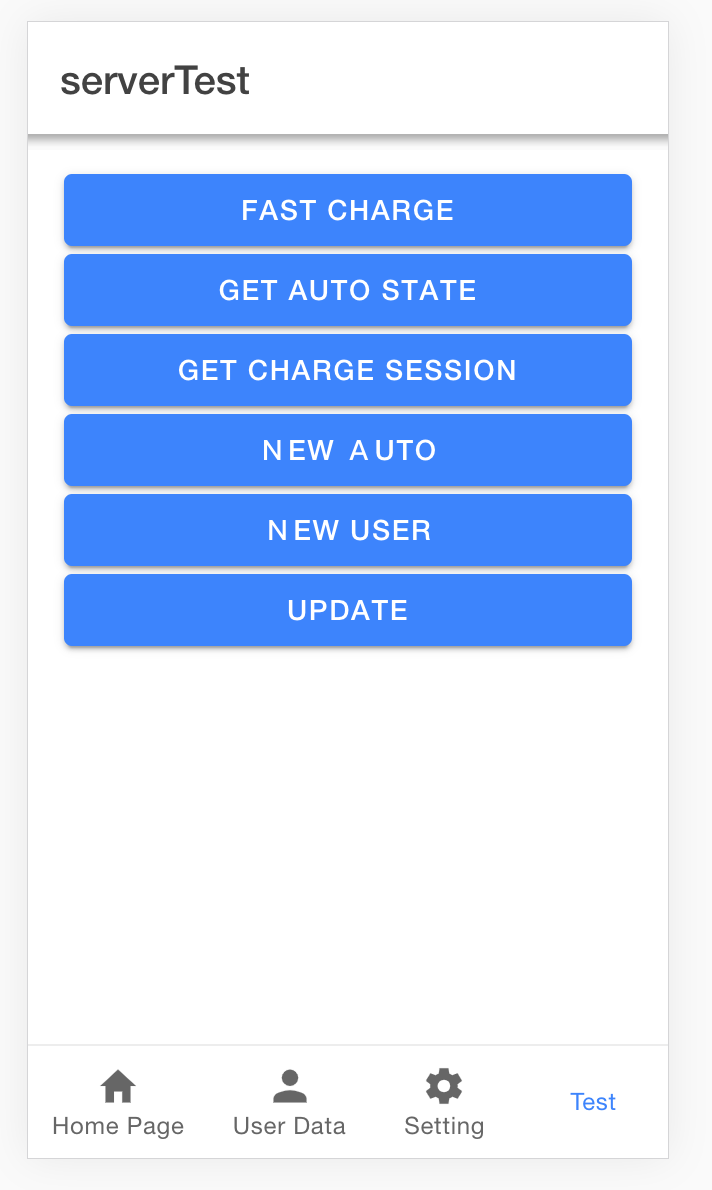 serverTest
FAST CHARGE
GET AUTO STATE
GET CHARGE SESSION
NEW AUTO
NEW USER
UPDATE
Home Page
User Data
Setting
Test